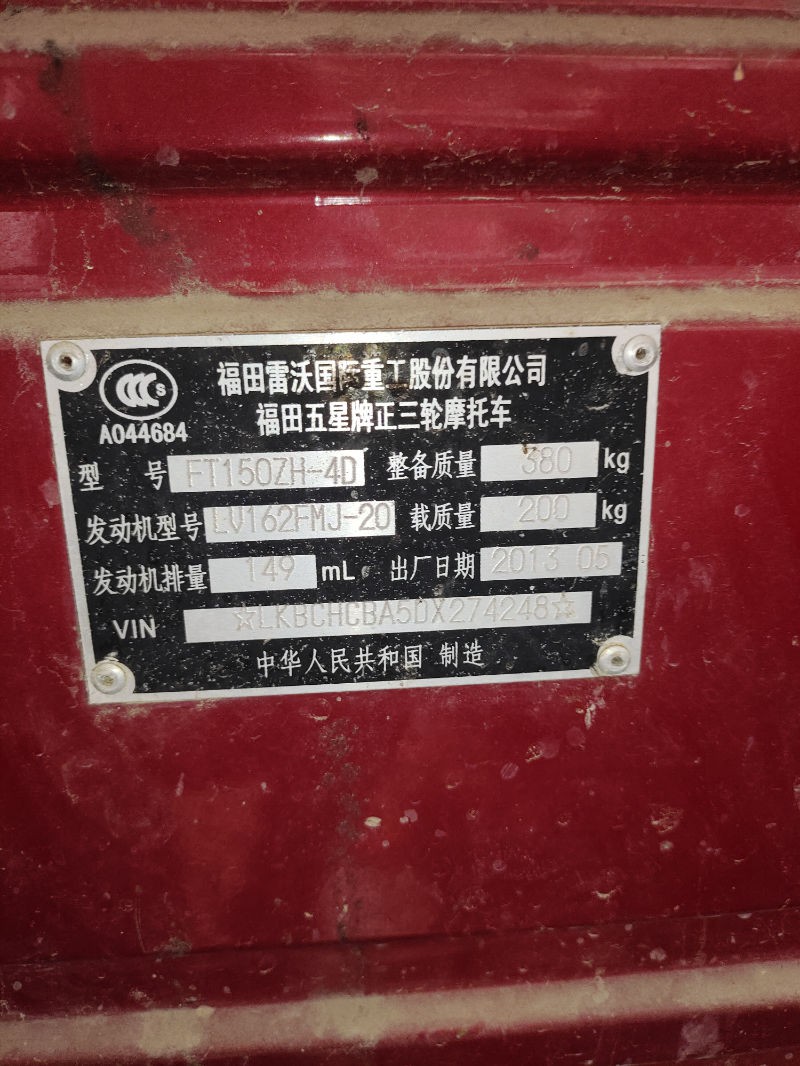 CCC S
福田雷沃国际重工股份有限公司
A044684
福田五星牌正三轮摩托车
型 号 FT150ZH-4D 整备质量 380 kg
发动机型号 LV162FMJ-20 载质量 200 kg
发动机排量 149 mL 出厂日期 2013 05
VIN ☆LKBCHCBA5DX274248☆
中华人民共和国 制造